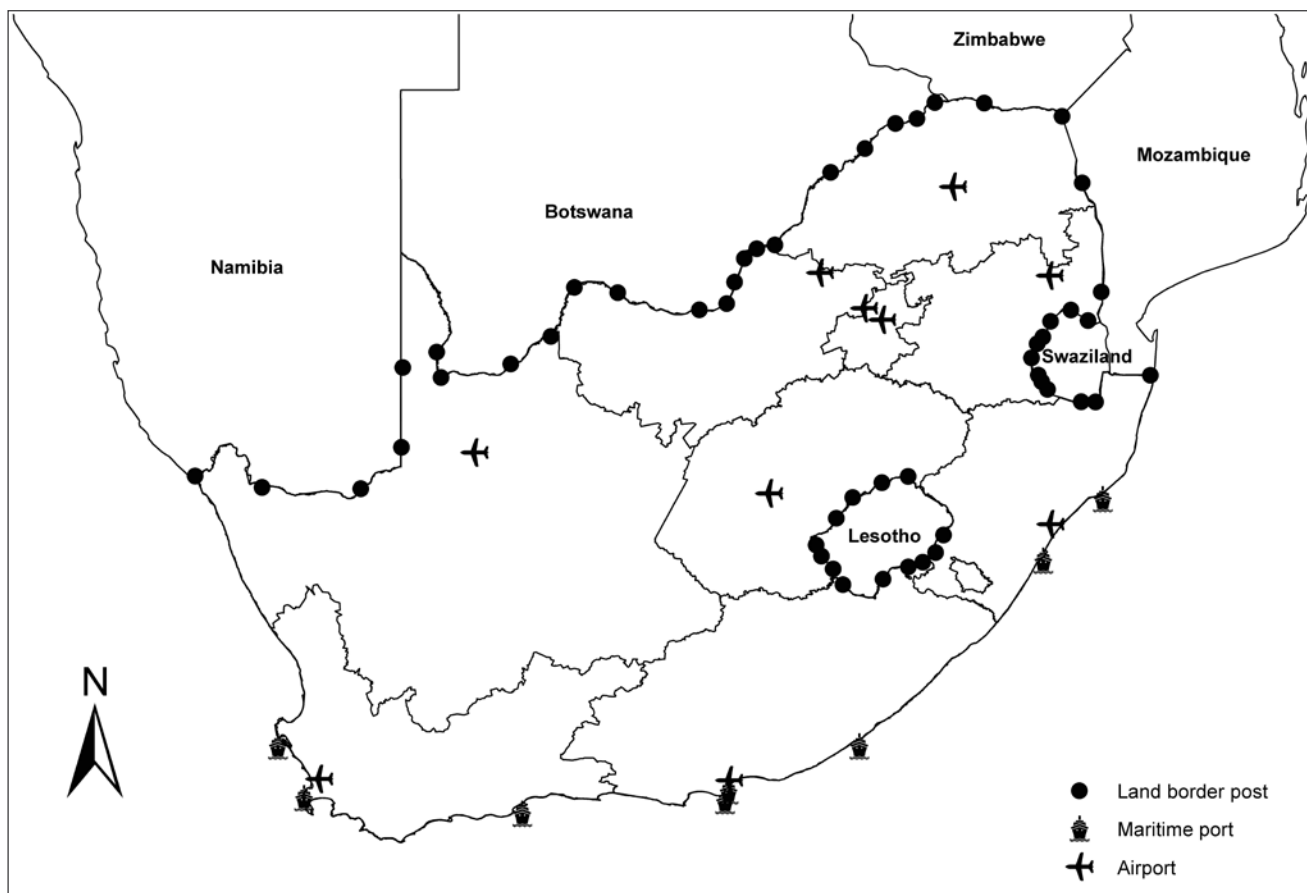 Zimbabwe
Mozambique
Botswana
Namibia
Swaziland
Lesotho
N
Land border post
Maritime port
Airport